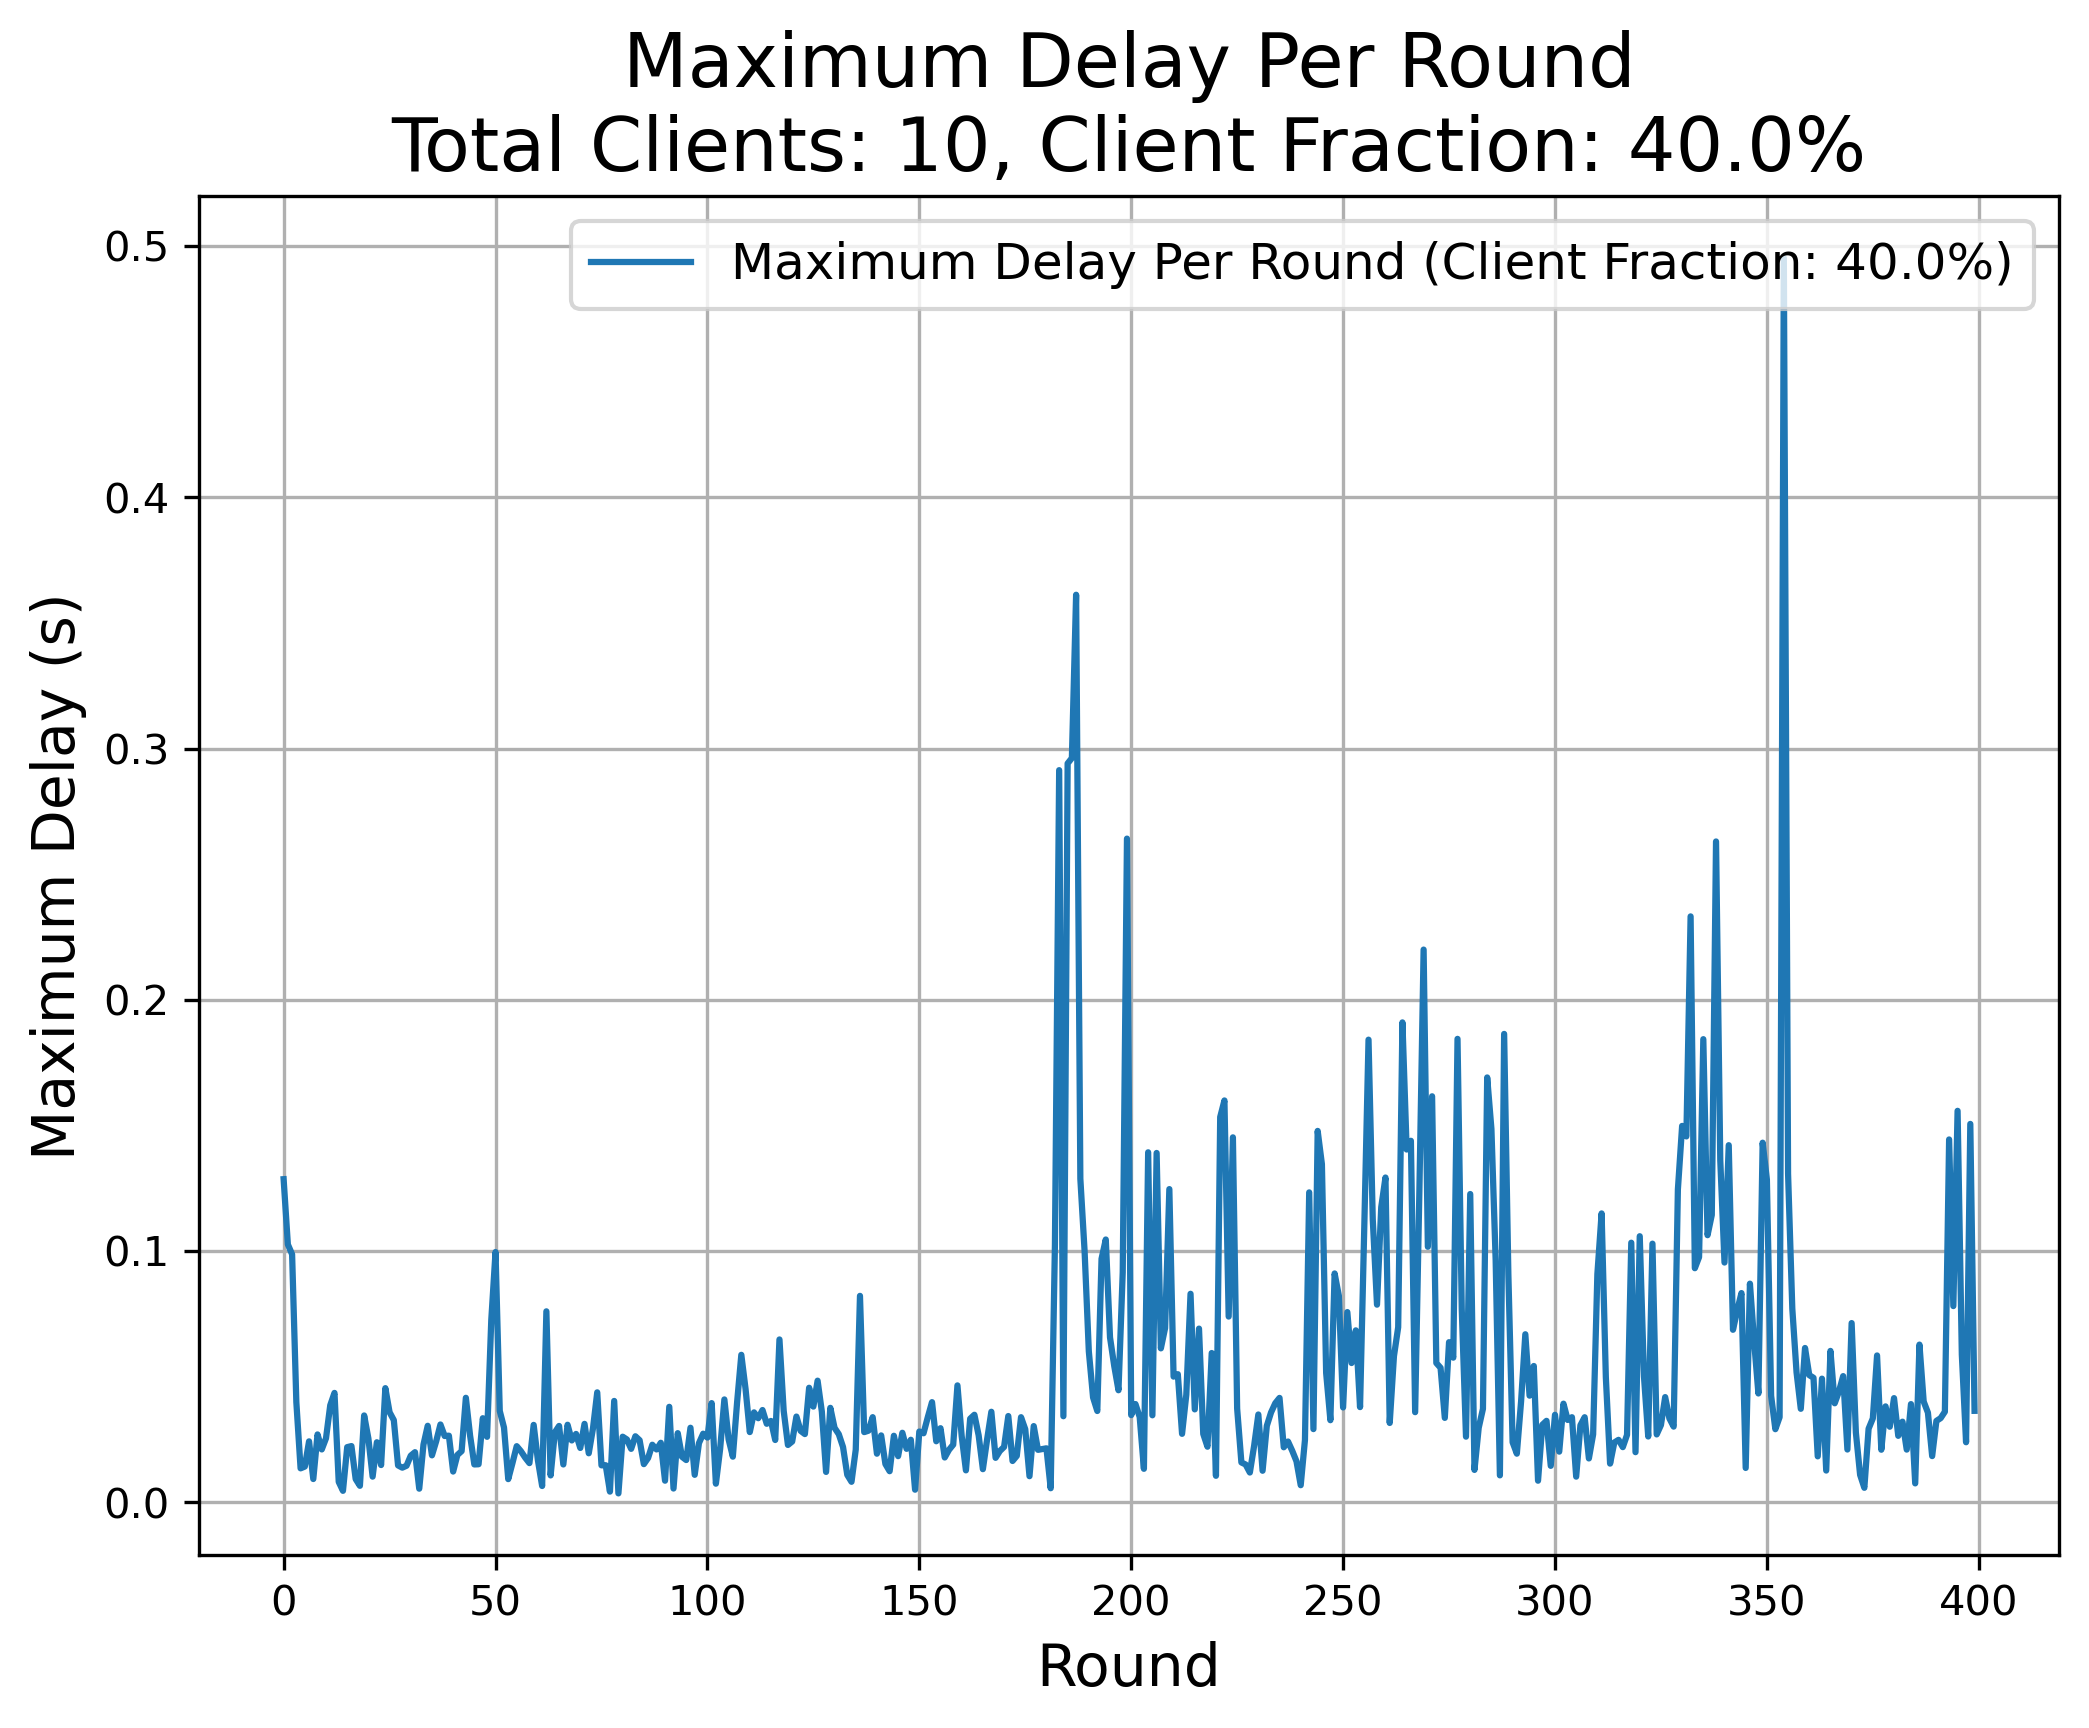 Maximum Delay Per Round
Total Clients: 10, Client Fraction: 40.0%
Maximum Delay Per Round (Client Fraction: 40.0%)
Maximum Delay (s)
0.5
0.4
0.3
0.2
0.1
0.0
0 50 100 150 200 250 300 350 400
Round